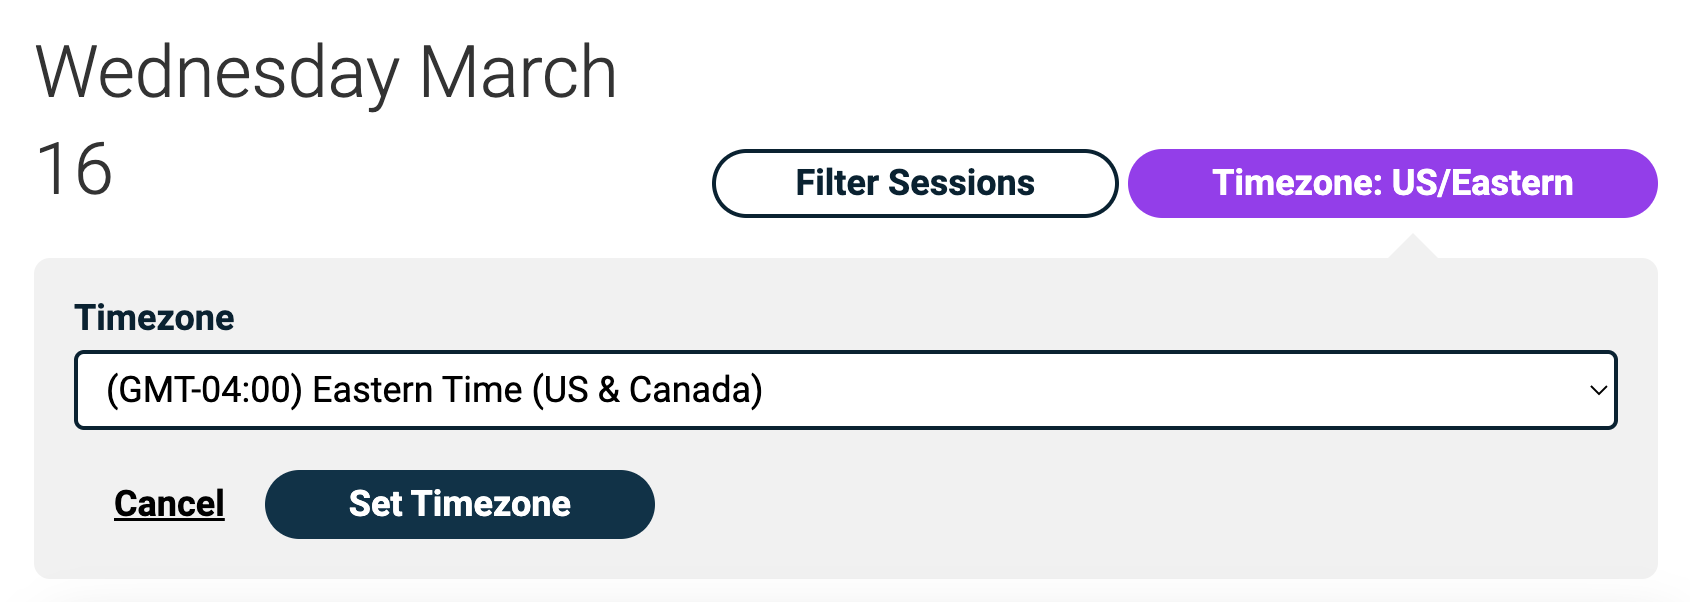 Wednesday March
16
Filter Sessions
Timezone: US/Eastern
Timezone
(GMT-04:00) Eastern Time (US & Canada)
Cancel
Set Timezone